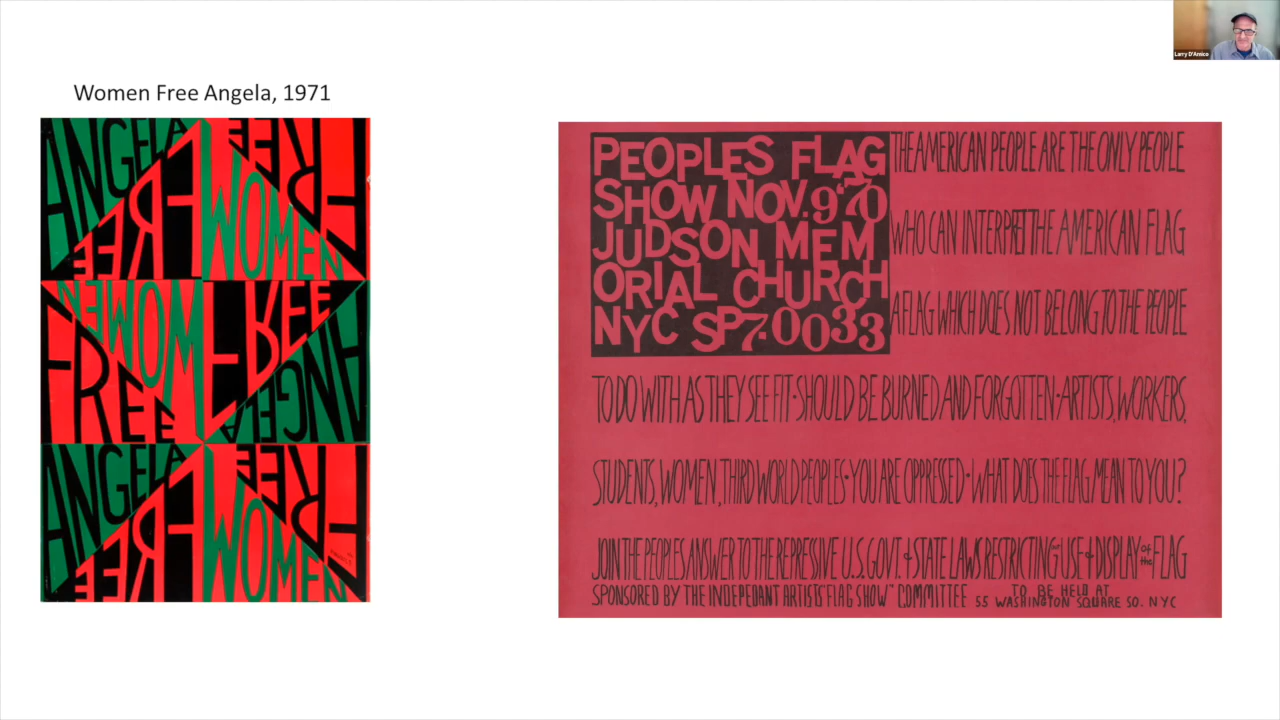 Larry D'Amico
Women Free Angela, 1971
ANGELA
FREE
FREE
WOMEN
WOMEN
FREE
FREE
ANGELA
ANGELA
FREE
FREE
WOMEN
PEOPLES FLAG
SHOW NOV. 9 '70
JUDSON MEM
ORIAL CHURCH
NYC SP7-0033
THE AMERICAN PEOPLE ARE THE ONLY PEOPLE
WHO CAN INTERPRET THE AMERICAN FLAG
A FLAG WHICH DOES NOT BELONG TO THE PEOPLE
TO DO WITH AS THEY SEE FIT·SHOULD BE BURNED AND FORGOTTEN·ARTISTS, WORKERS,
STUDENTS, WOMEN, THIRD WORLD PEOPLES·YOU ARE OPPRESSED·WHAT DOES THE FLAG MEAN TO YOU?
JOIN THE PEOPLES ANSWER TO THE REPRESSIVE U.S. GOVT. & STATE LAWS RESTRICTING our USE & DISPLAY of the FLAG
SPONSORED BY THE INDEPEDANT ARTISTS "FLAG SHOW" COMMITTEE TO BE HELD AT
55 WASHINGTON SQUARE SO. NYC